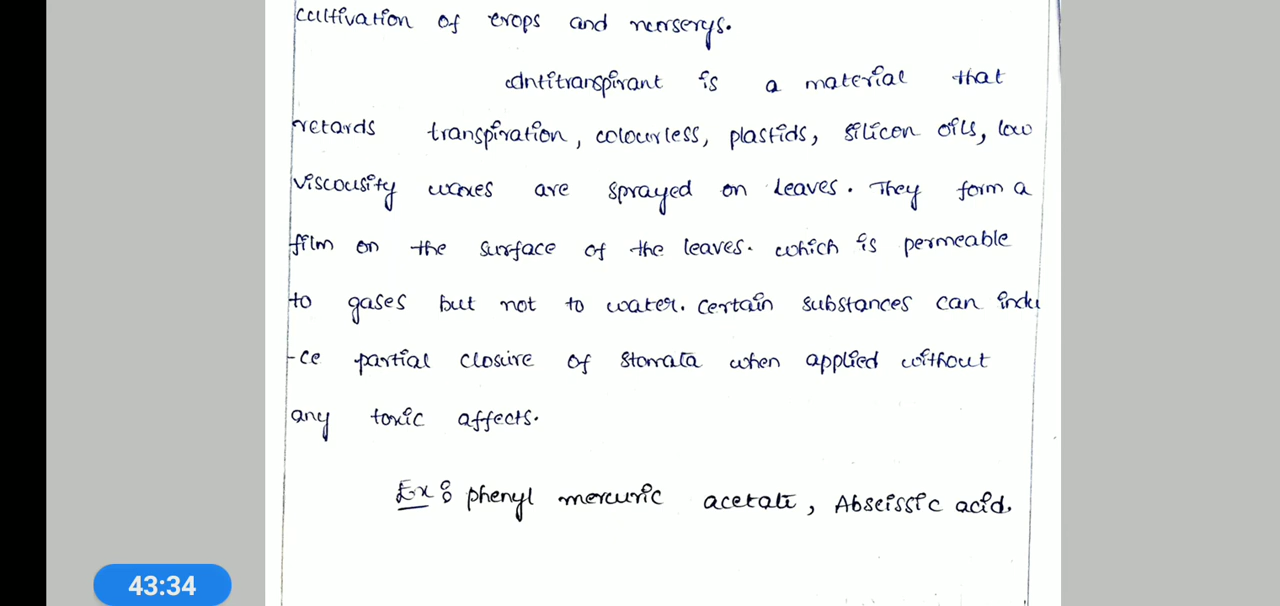 cultivation of crops and nurserys.
Antitranspirant is a material that
retards transpiration, colourless, plastids, silicon oils, low
viscousity waxes are sprayed on leaves. They form a
film on the surface of the leaves. which is permeable
to gases but not to water. certain substances can indu
-ce partial closure of stomata when applied without
any toxic affects.
Ex: phenyl mercuric acetate, Abscissic acid.
43:34